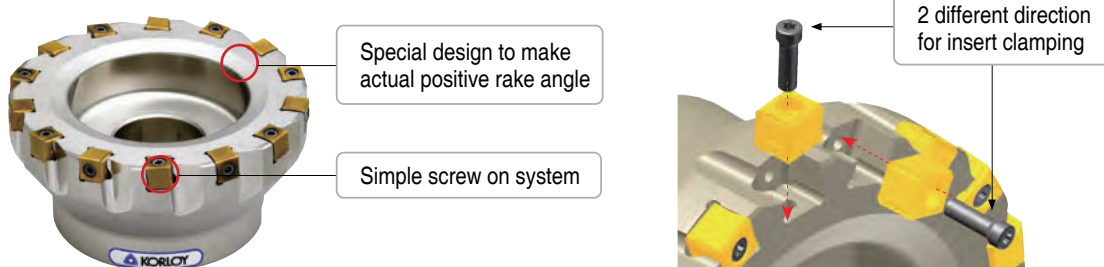 Special design to make
actual positive rake angle
Simple screw on system
KORLOY
2 different direction
for insert clamping